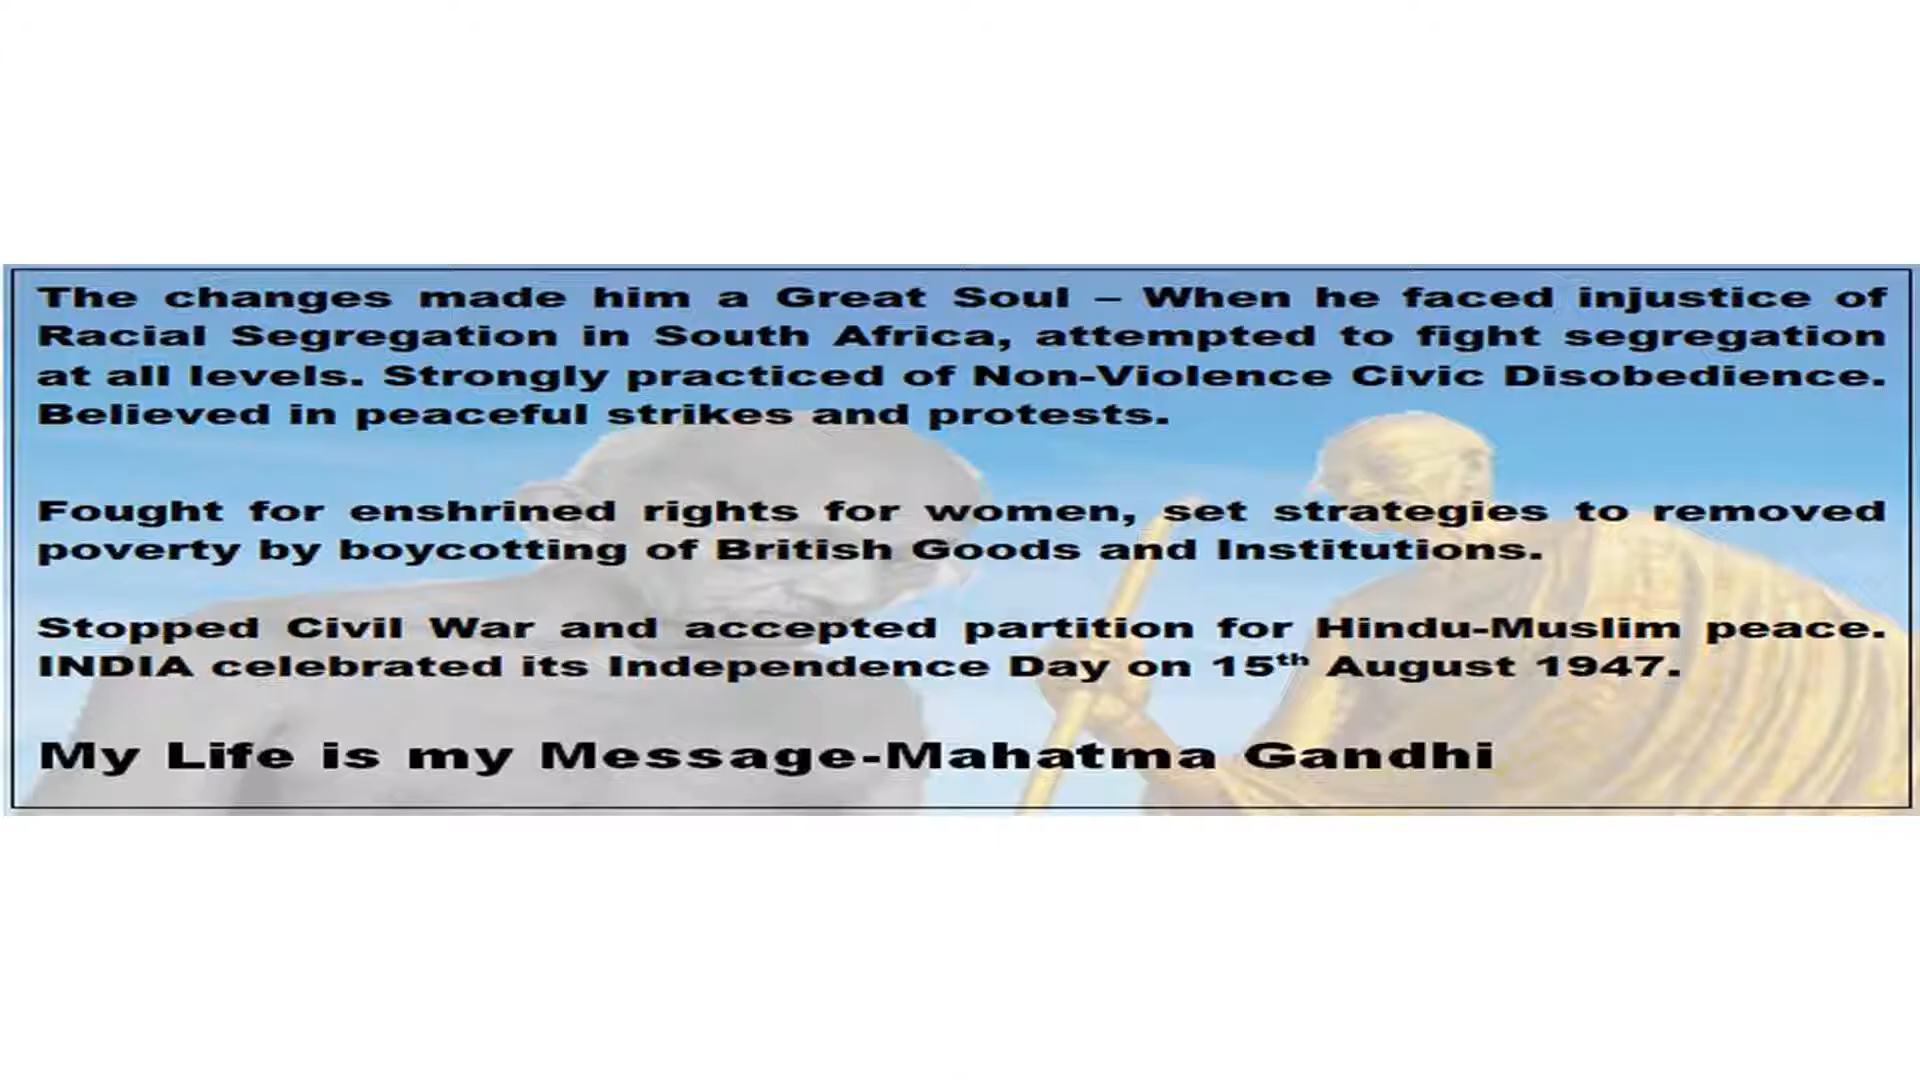 The changes made him a Great Soul – When he faced injustice of
Racial Segregation in South Africa, attempted to fight segregation
at all levels. Strongly practiced of Non-Violence Civic Disobedience.
Believed in peaceful strikes and protests.
Fought for enshrined rights for women, set strategies to removed
poverty by boycotting of British Goods and Institutions.
Stopped Civil War and accepted partition for Hindu-Muslim peace.
INDIA celebrated its Independence Day on 15th August 1947.
My Life is my Message-Mahatma Gandhi